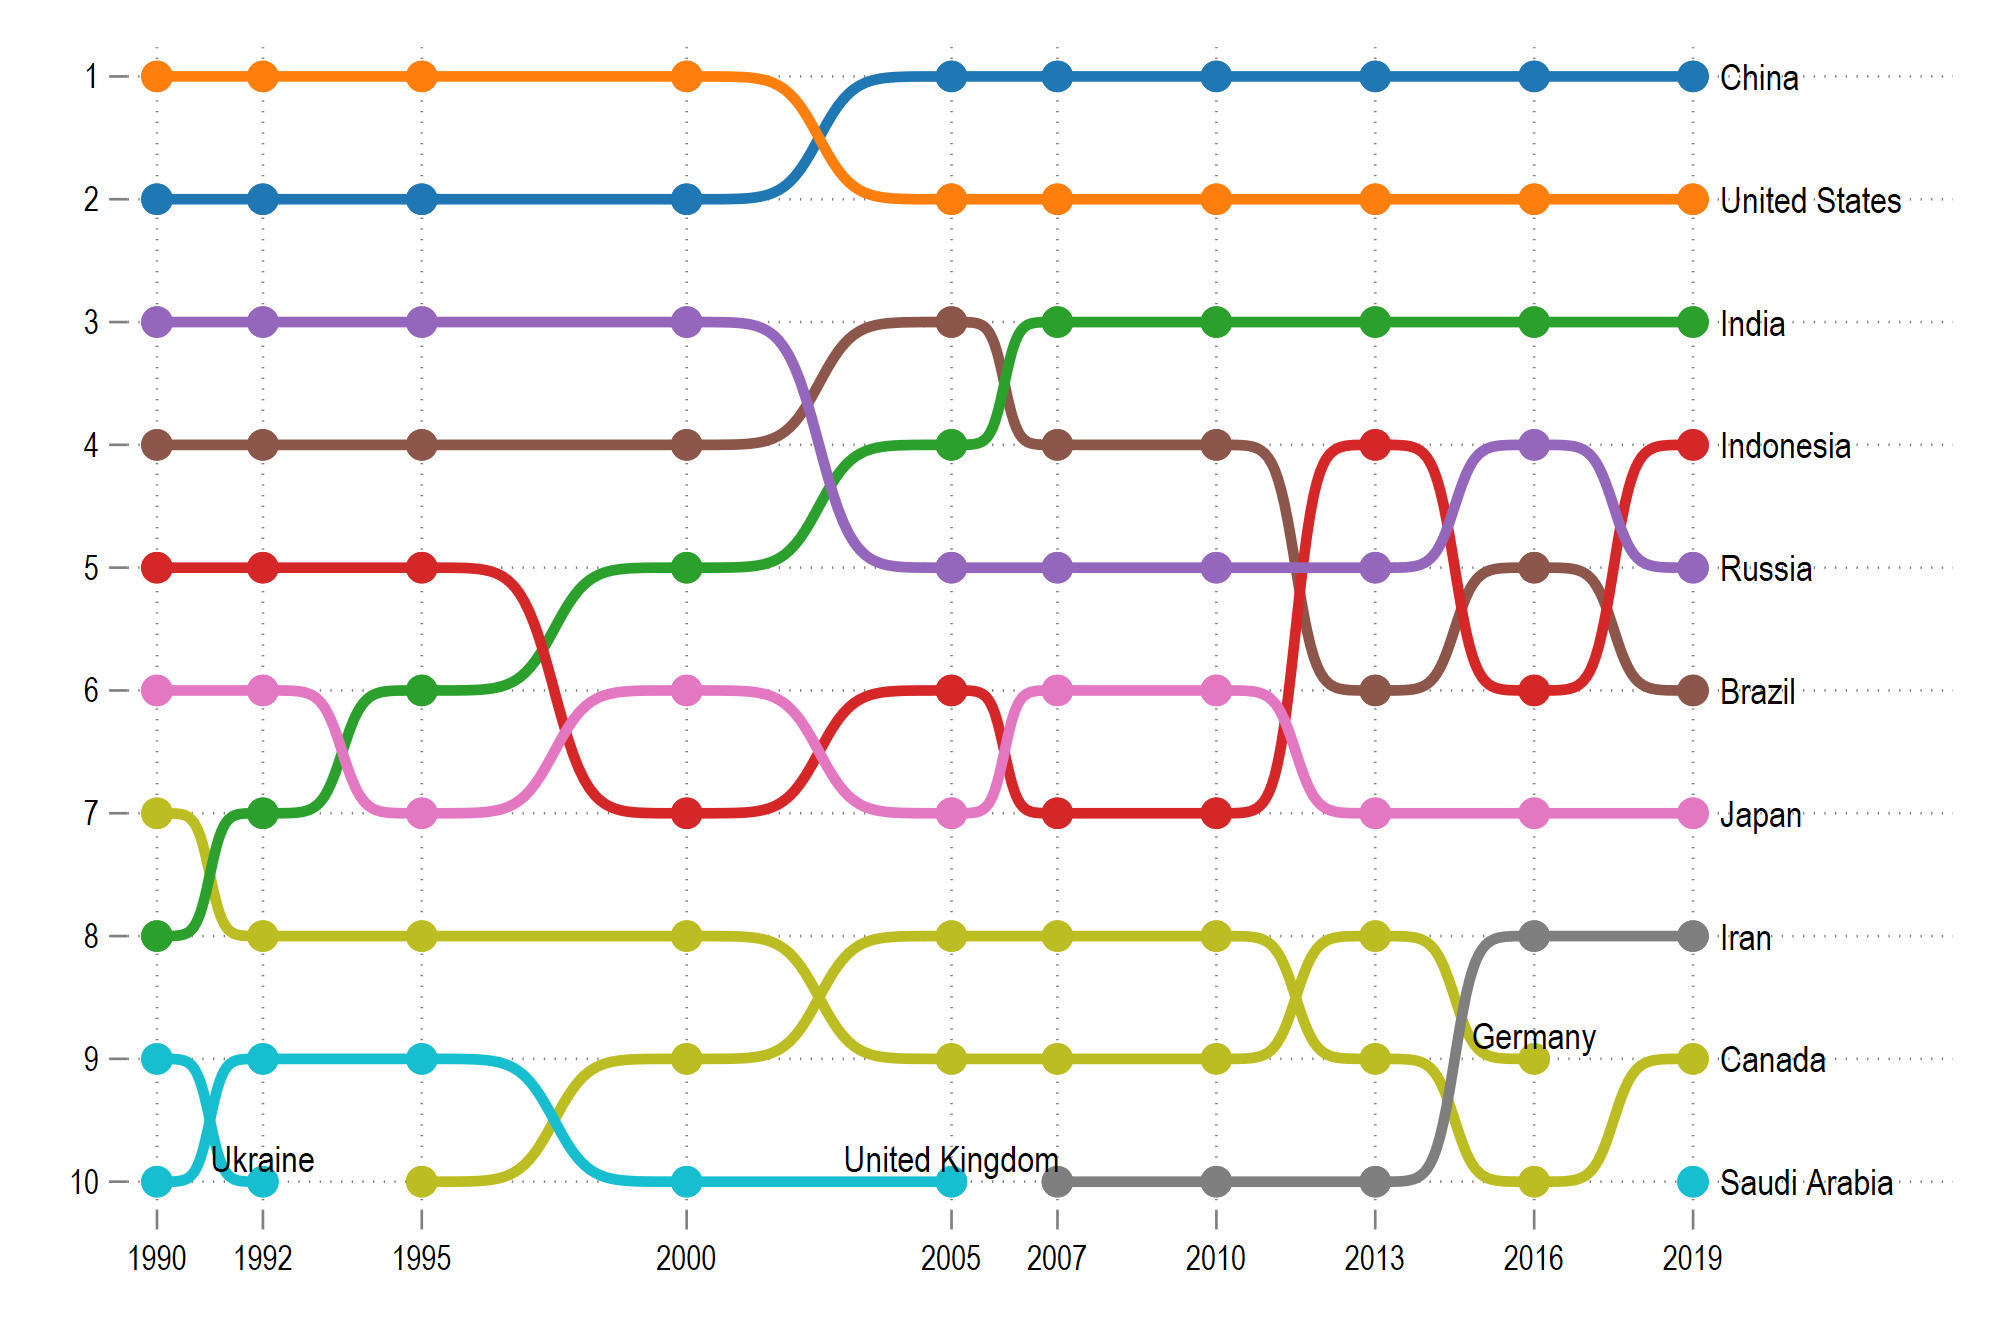 1
China
2
United States
3
India
4
Indonesia
5
Russia
6
Brazil
7
Japan
8
Iran
Germany
9
Canada
Ukraine
United Kingdom
10
Saudi Arabia
1990 1992 1995 2000 2005 2007 2010 2013 2016 2019